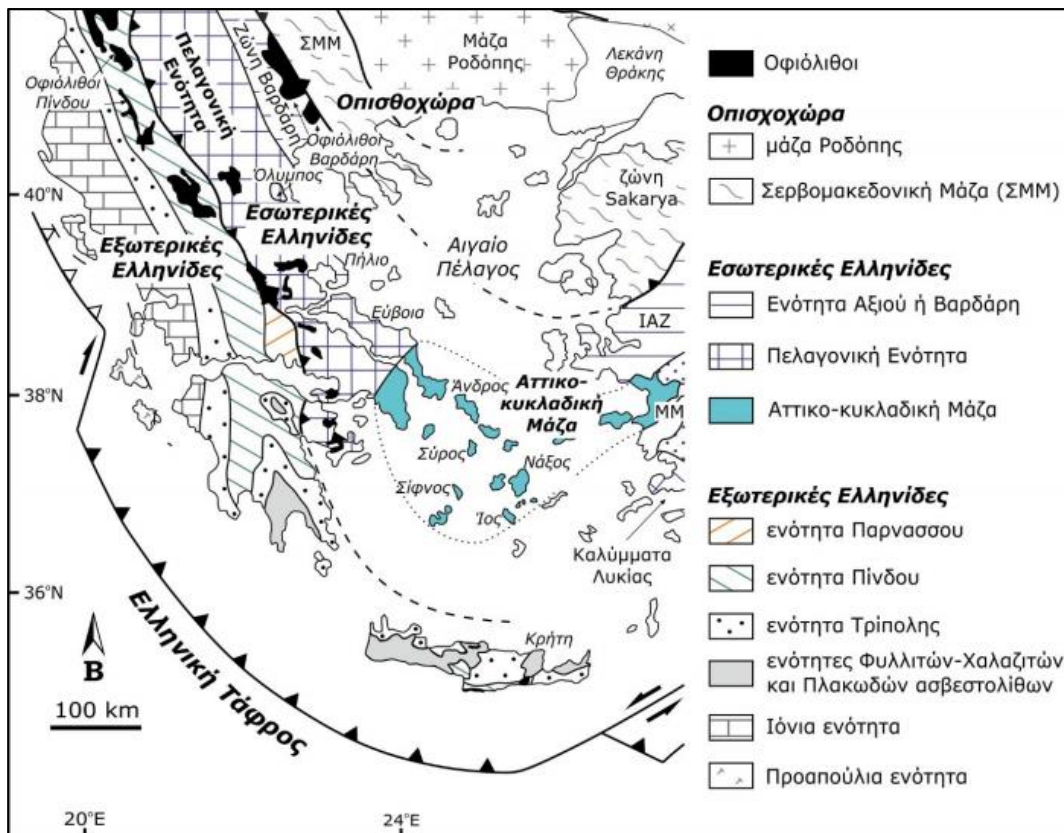 Οφιόλιθοι
Πίνδου
Πελαγονική
Ενότητα
Ζώνη Βαρδάρη
ΣΜΜ
Μάζα
Ροδόπης
Λεκάνη
Θράκης
Οπισθοχώρα
Οφιόλιθοι
Βαρδάρη
Όλυμπος
ζώνη
Sakarya
40°N
Εσωτερικές
Ελληνίδες
Εξωτερικές
Ελληνίδες
Πήλιο
Αιγαίο
Πέλαγος
Εύβοια
ΙΑΖ
38°N
Άνδρος
Αττικο-
κυκλαδική
Μάζα
ΜΜ
Σύρος
Νάξος
Σίφνος
Ίος
Καλύμματα
Λυκίας
36°N
Β
100 km
Ελληνική Τάφρος
Κρήτη
20°E
24°E
Οφιόλιθοι
Οπισχοχώρα
μάζα Ροδόπης
Σερβομακεδονική Μάζα (ΣΜΜ)
Εσωτερικές Ελληνίδες
Ενότητα Αξιού ή Βαρδάρη
Πελαγονική Ενότητα
Αττικο-κυκλαδική Μάζα
Εξωτερικές Ελληνίδες
ενότητα Παρνασσου
ενότητα Πίνδου
ενότητα Τρίπολης
ενότητες Φυλλιτών-Χαλαζιτών
και Πλακωδών ασβεστολίθων
Ιόνια ενότητα
Προαπούλια ενότητα